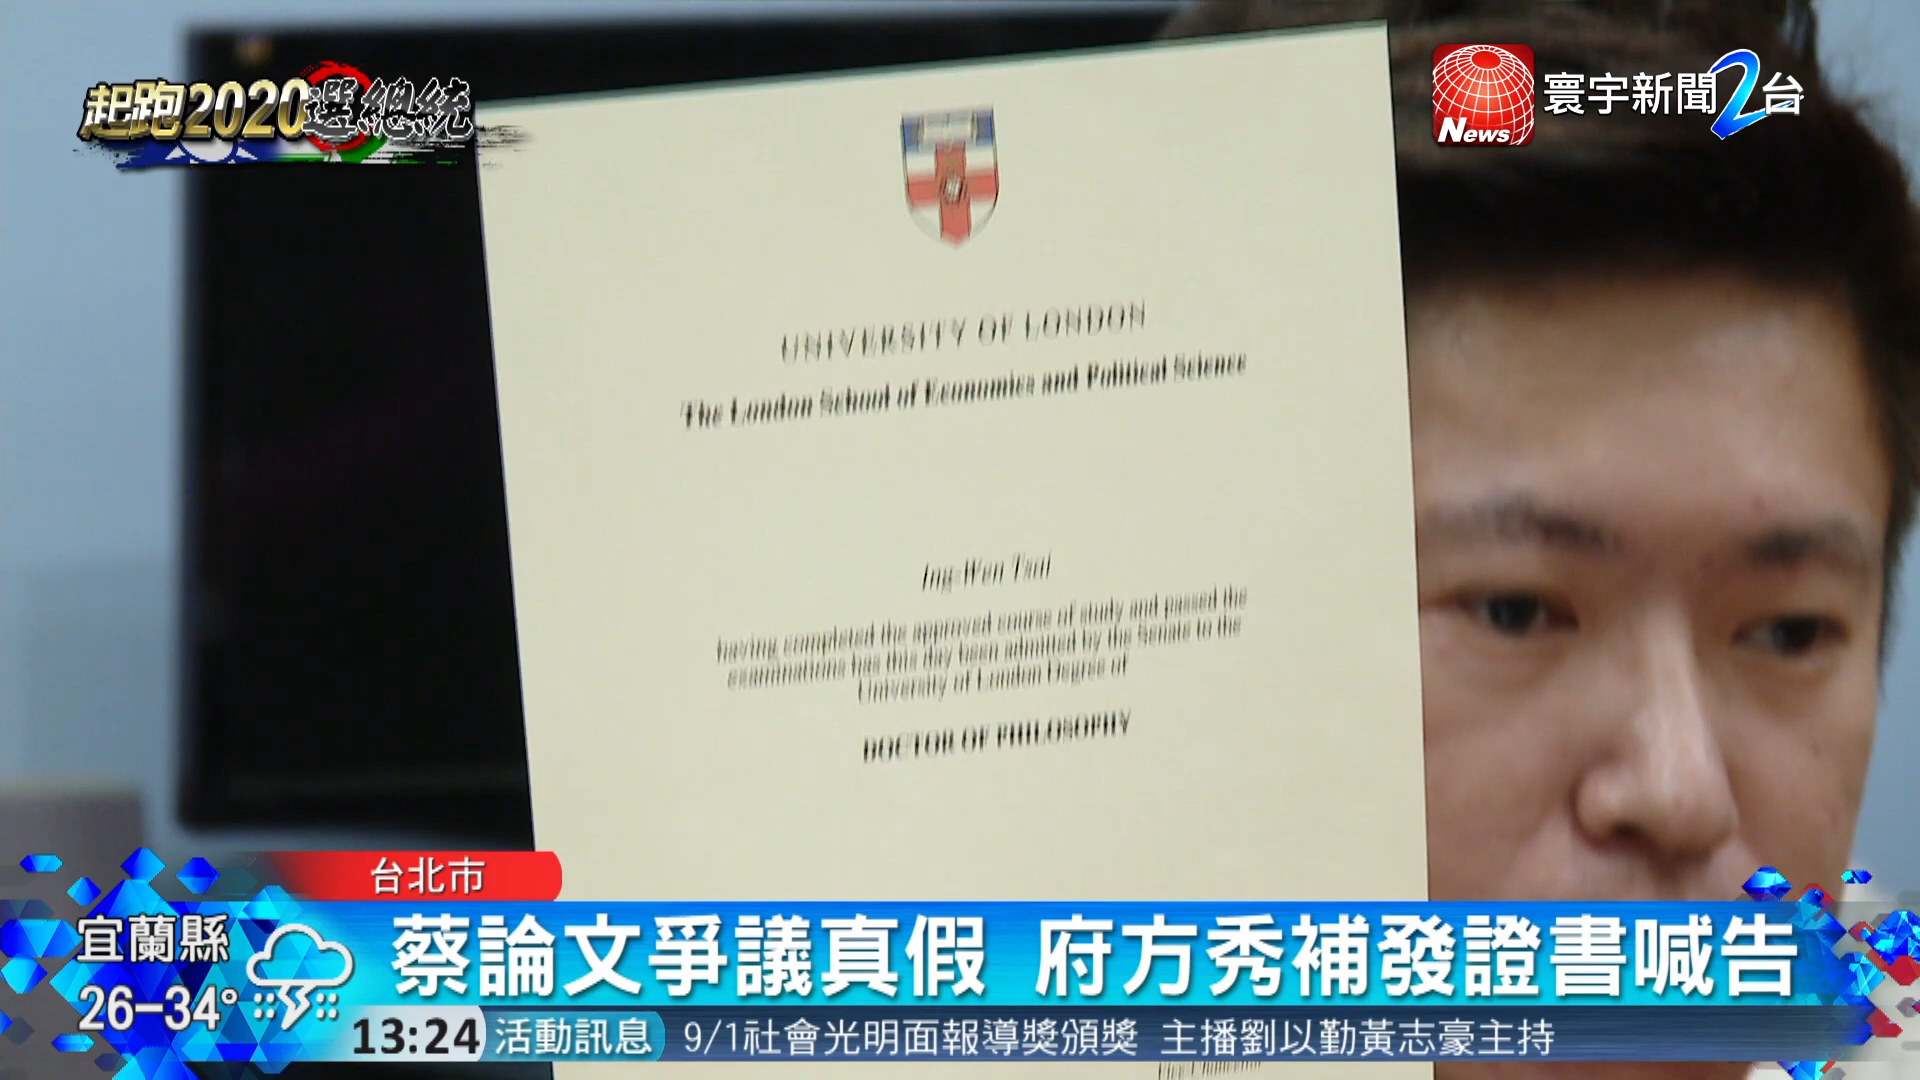 起跑2020選總統
News 寰宇新聞2台
UNIVERSITY OF LONDON
The London School of Economics and Political Science
Ing-Wen Tsai
having completed the approved course of study and passed the
examinations has this day been admitted by the Senate to the
University of London Degree of
DOCTOR OF PHILOSOPHY
台北市
宜蘭縣
蔡論文爭議真假 府方秀補發證書喊告
26-34°
13:24 活動訊息 9/1社會光明面報導獎頒獎 主播劉以勤黃志豪主持